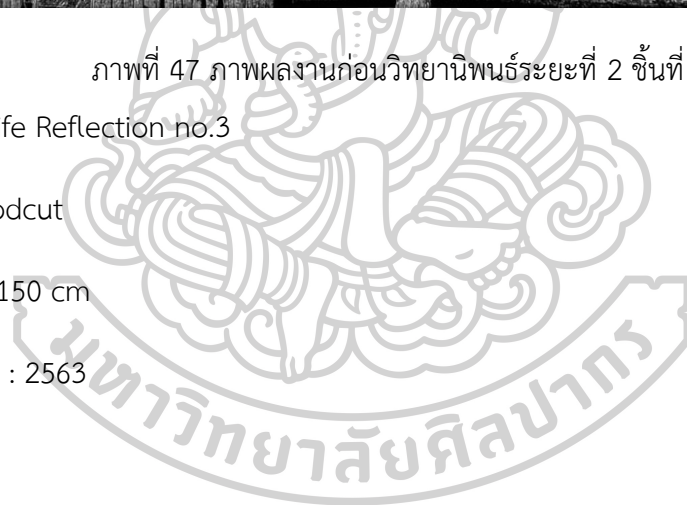 ภาพที่ 47 ภาพผลงานก่อนวิทยานิพนธ์ระยะที่ 2 ชิ้นที่
ife Reflection no.3
odcut
150 cm
: 2563
มหาวิทยาลัยศิลปากร